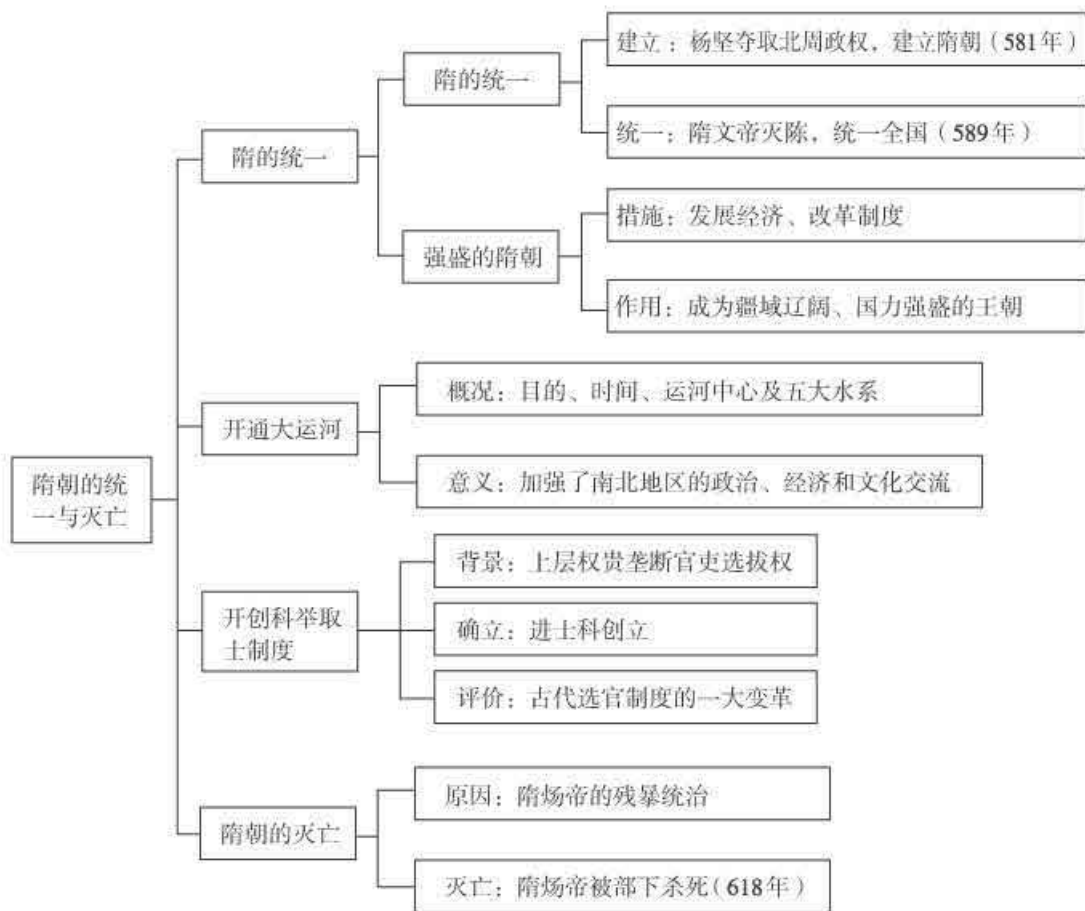 隋朝的统
一与灭亡
隋的统一
隋的统一
建立：杨坚夺取北周政权，建立隋朝（581年）
统一：隋文帝灭陈，统一全国（589年）
强盛的隋朝
措施：发展经济、改革制度
作用：成为疆域辽阔、国力强盛的王朝
开通大运河
概况：目的、时间、运河中心及五大水系
意义：加强了南北地区的政治、经济和文化交流
开创科举取
士制度
背景：上层权贵垄断官吏选拔权
确立：进士科创立
评价：古代选官制度的一大变革
隋朝的灭亡
原因：隋炀帝的残暴统治
灭亡：隋炀帝被部下杀死（618年）